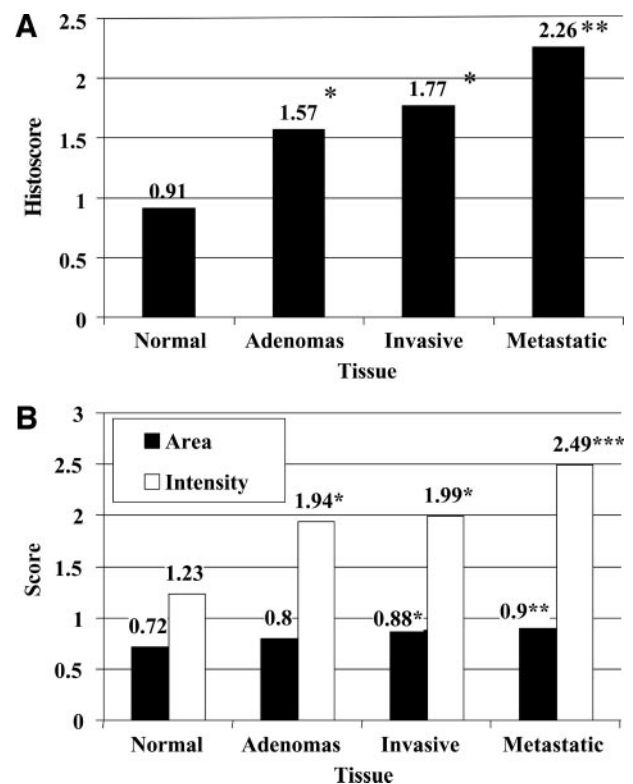 A
2.5
2
1.5
1
0.5
0
Histoscore
0.91
1.57 *
1.77 *
2.26 **
Normal Adenomas Invasive Metastatic
Tissue
B
3
2.5
2
1.5
1
0.5
0
Score
Area
Intensity
0.72
1.23
0.8
1.94*
0.88*
1.99*
0.9**
2.49***
Normal Adenomas Invasive Metastatic
Tissue